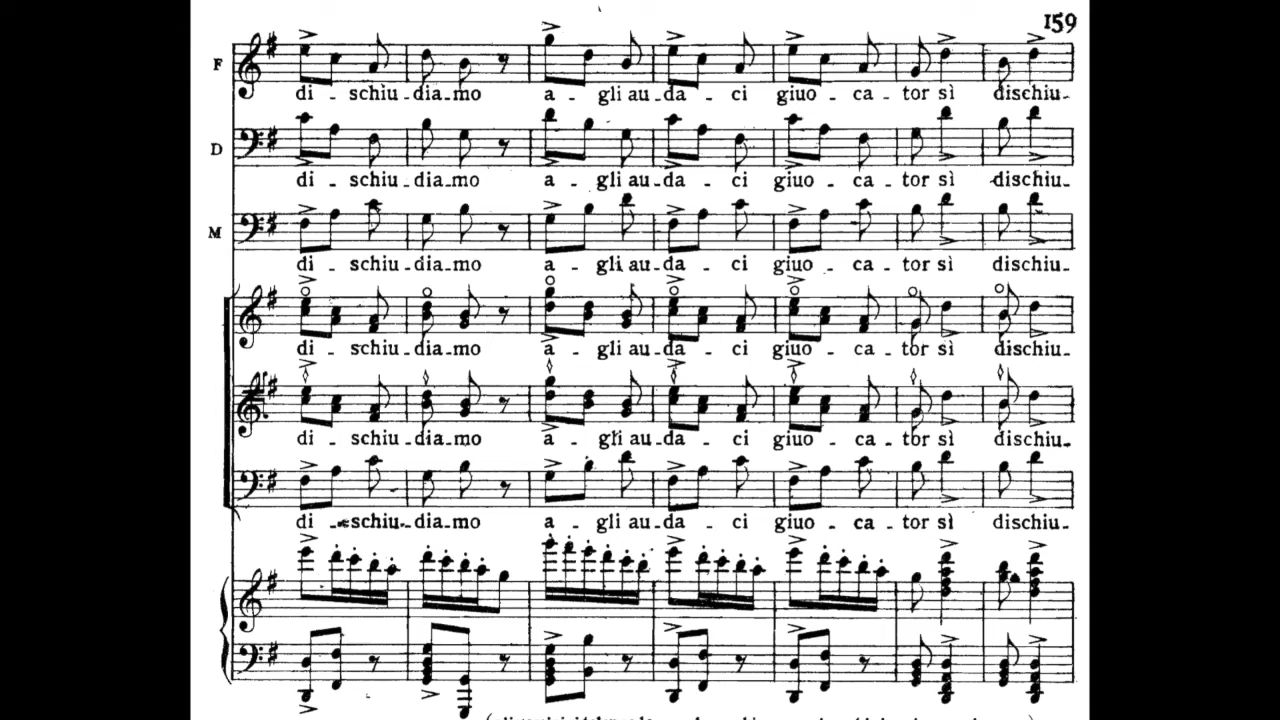 159
F
di - schiu - dia - mo a - gli au - da - ci giuo - ca - tor sì dischiu-
D
di - schiu - dia - mo a - gli au - da - ci giuo - ca - tor sì dischiu-
M
di - schiu - dia - mo a - gli au - da - ci giuo - ca - tor sì dischiu-
di - schiu - dia - mo a - gli au - da - ci giuo - ca - tor sì dischiu-
di - schiu - dia - mo a - gli au - da - ci giuo - ca - tor sì dischiu-
di - schiu - dia - mo a - gli au - da - ci giuo - ca - tor sì dischiu-